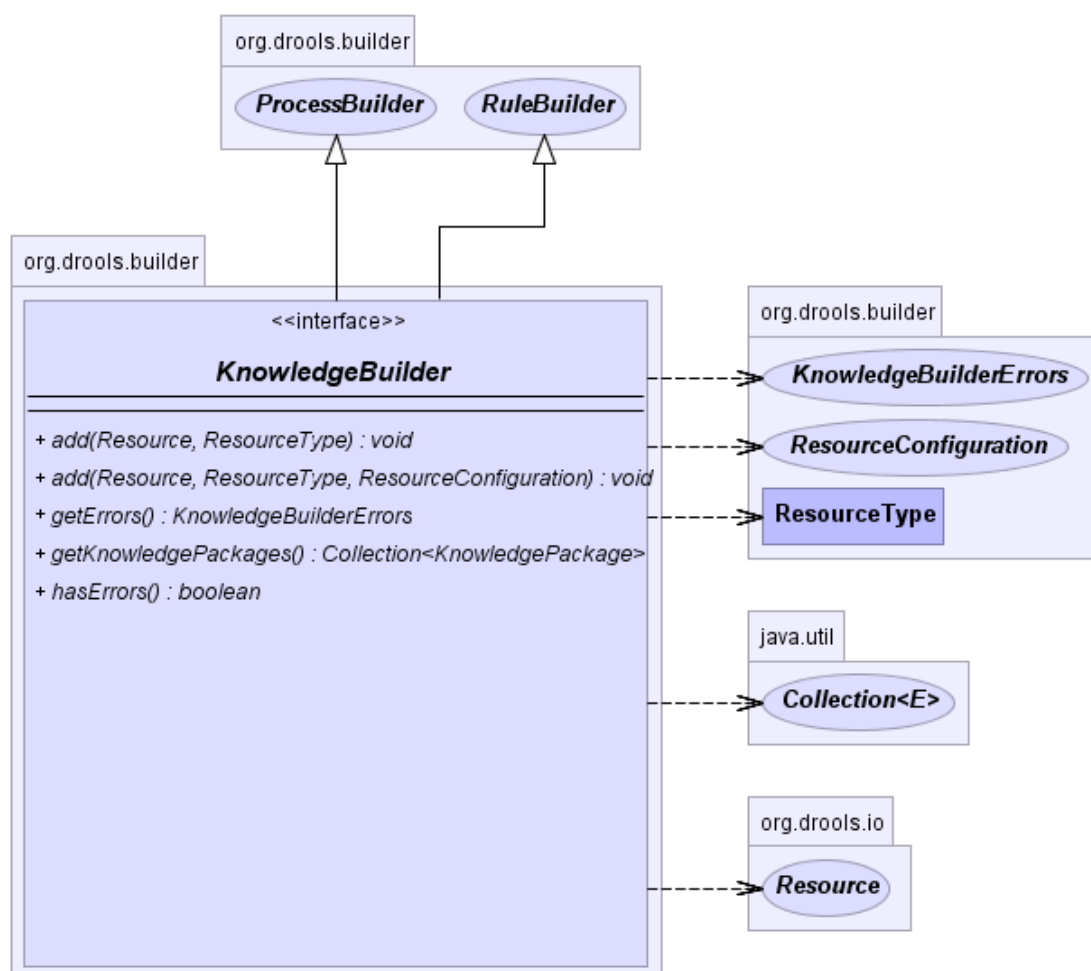 org.drools.builder
ProcessBuilder
RuleBuilder
org.drools.builder
<<interface>>
KnowledgeBuilder
+ add(Resource, ResourceType) : void
+ add(Resource, ResourceType, ResourceConfiguration) : void
+ getErrors() : KnowledgeBuilderErrors
+ getKnowledgePackages() : Collection<KnowledgePackage>
+ hasErrors() : boolean
org.drools.builder
KnowledgeBuilderErrors
ResourceConfiguration
ResourceType
java.util
Collection<E>
org.drools.io
Resource